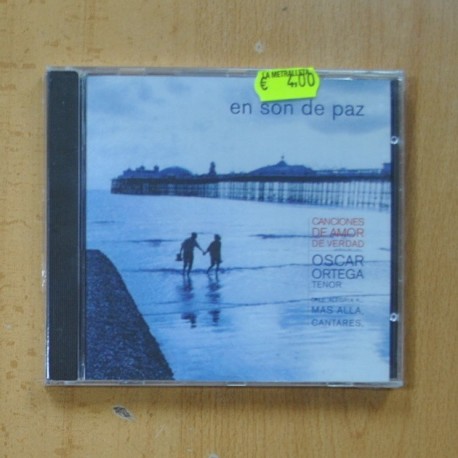 LA METRALLETA
€ 4,00
en son de paz
CANCIONES
DE AMOR
DE VERDAD
OSCAR
ORTEGA
TENOR
MAS ALLA,
CANTARES,